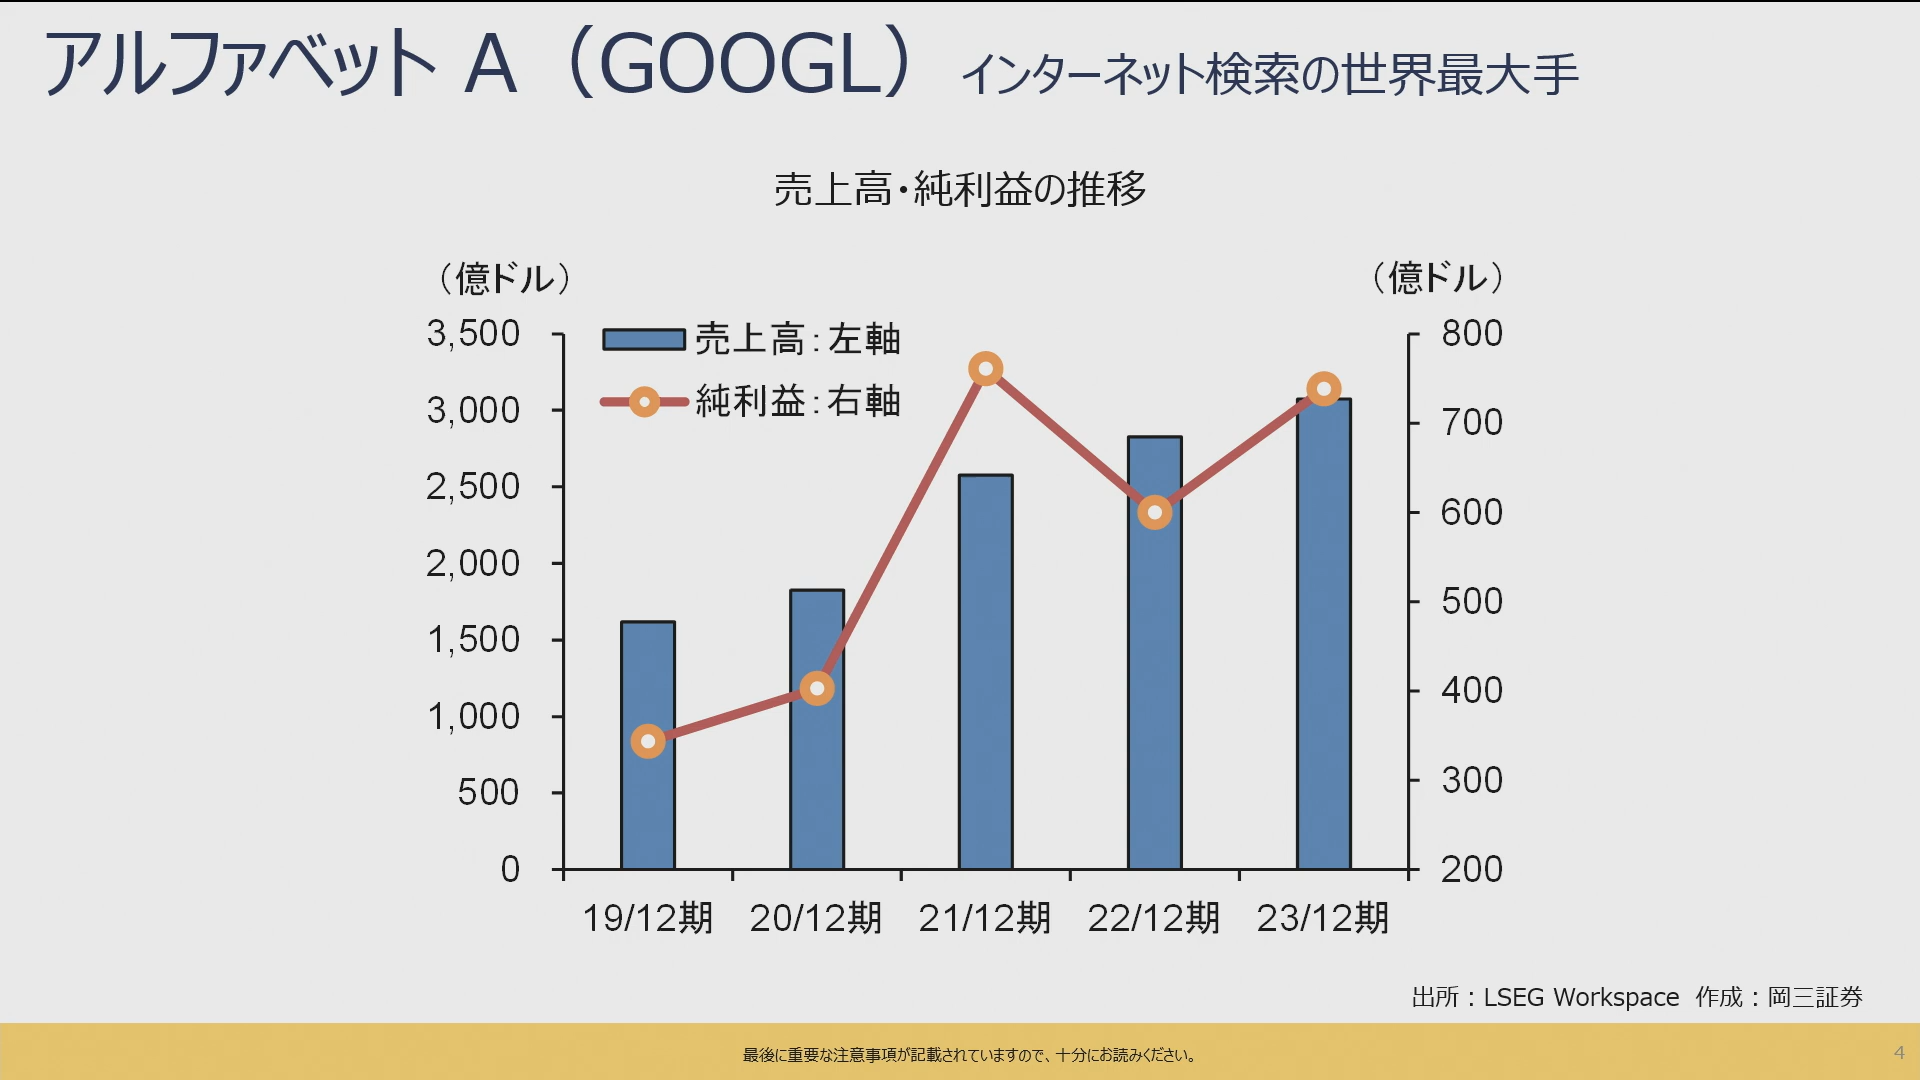 アルファベット A（GOOGL）インターネット検索の世界最大手
売上高・純利益の推移
（億ドル）
（億ドル）
売上高：左軸
純利益：右軸
3,500
3,000
2,500
2,000
1,500
1,000
500
0
800
700
600
500
400
300
200
19/12期 20/12期 21/12期 22/12期 23/12期
出所：LSEG Workspace 作成：岡三証券
最後に重要な注意事項が記載されていますので、十分にお読みください。
4